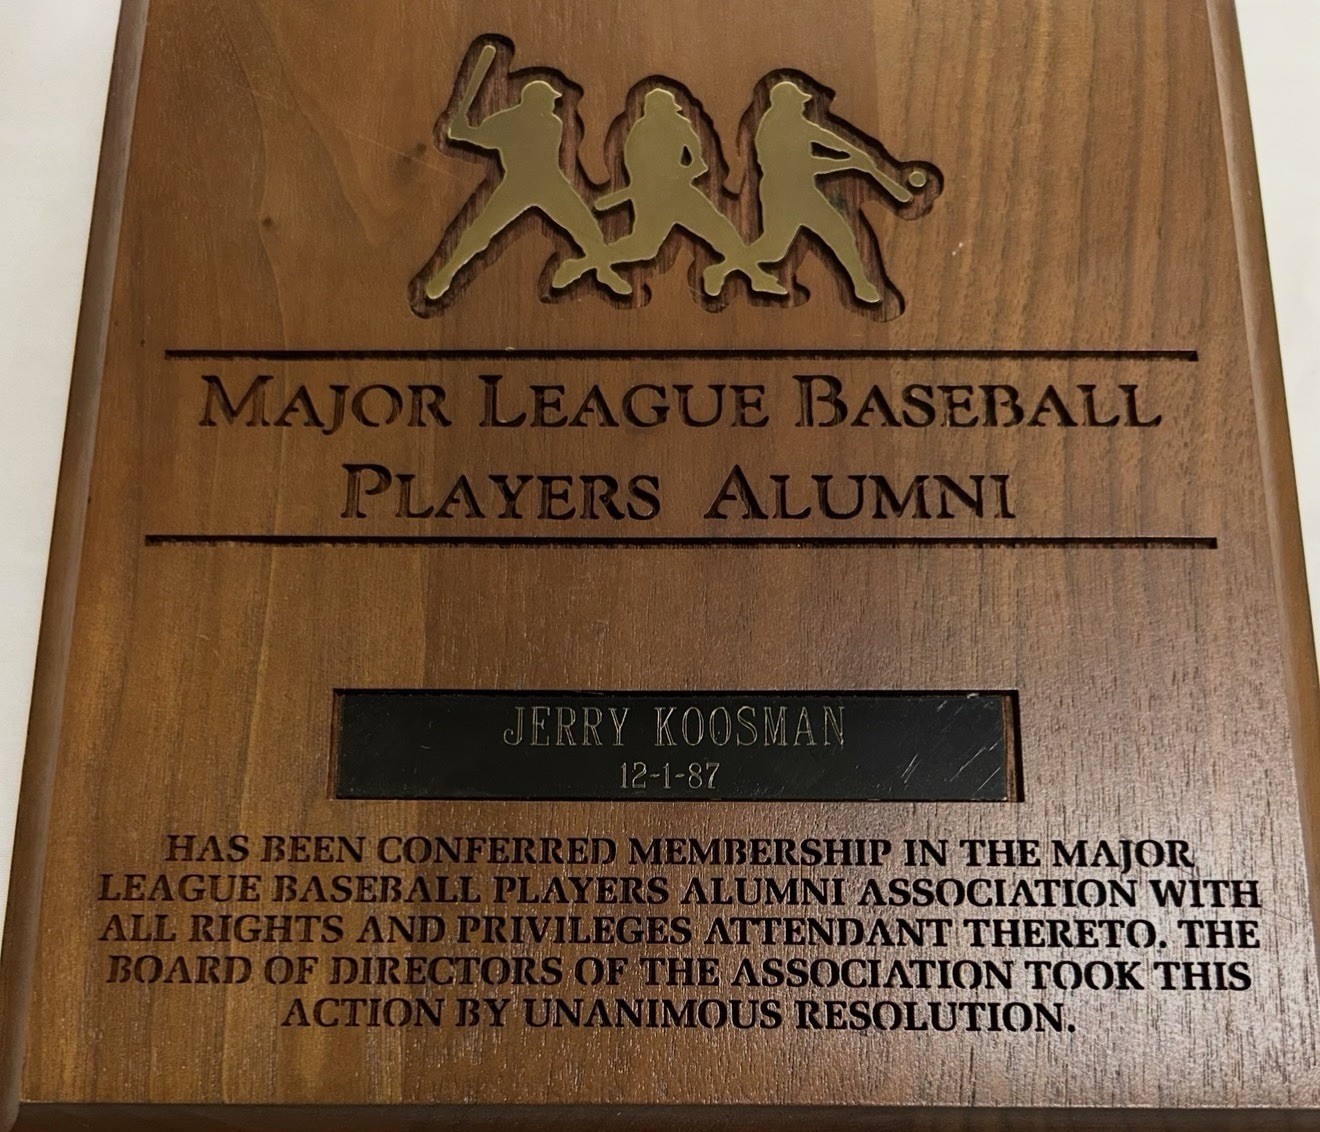 MAJOR LEAGUE BASEBALL
PLAYERS ALUMNI
JERRY KOOSMAN
12-1-87
HAS BEEN CONFERRED MEMBERSHIP IN THE MAJOR
LEAGUE BASEBALL PLAYERS ALUMNI ASSOCIATION WITH
ALL RIGHTS AND PRIVILEGES ATTENDANT THERETO. THE
BOARD OF DIRECTORS OF THE ASSOCIATION TOOK THIS
ACTION BY UNANIMOUS RESOLUTION.